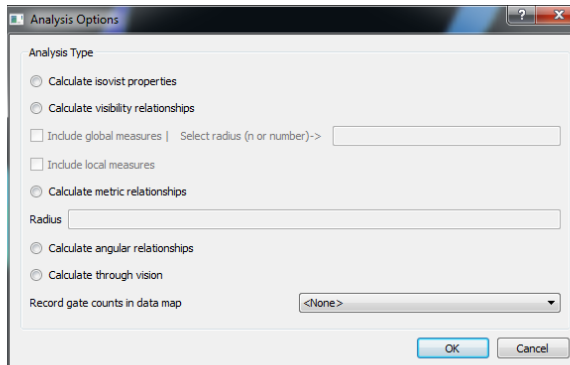 Analysis Options
Analysis Type
Calculate isovist properties
Calculate visibility relationships
Include global measures | Select radius (n or number)->
Include local measures
Calculate metric relationships
Radius
Calculate angular relationships
Calculate through vision
Record gate counts in data map <None>
OK Cancel